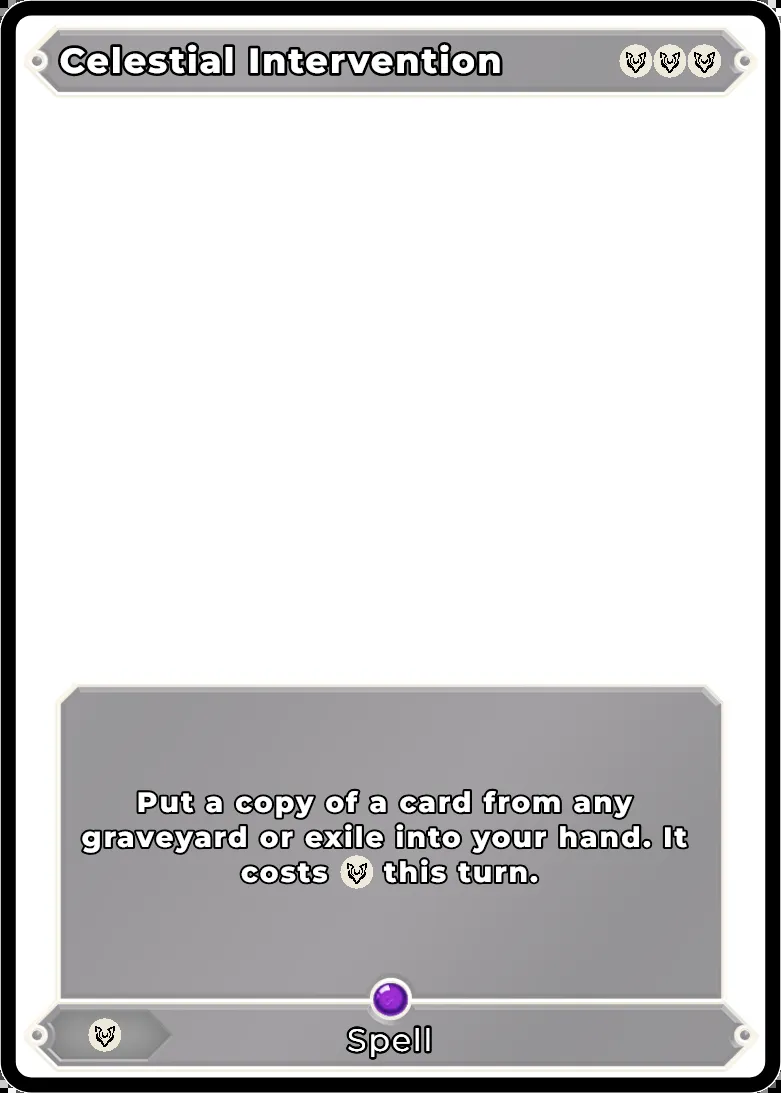 Celestial Intervention
Put a copy of a card from any
graveyard or exile into your hand. It
costs this turn.
Spell